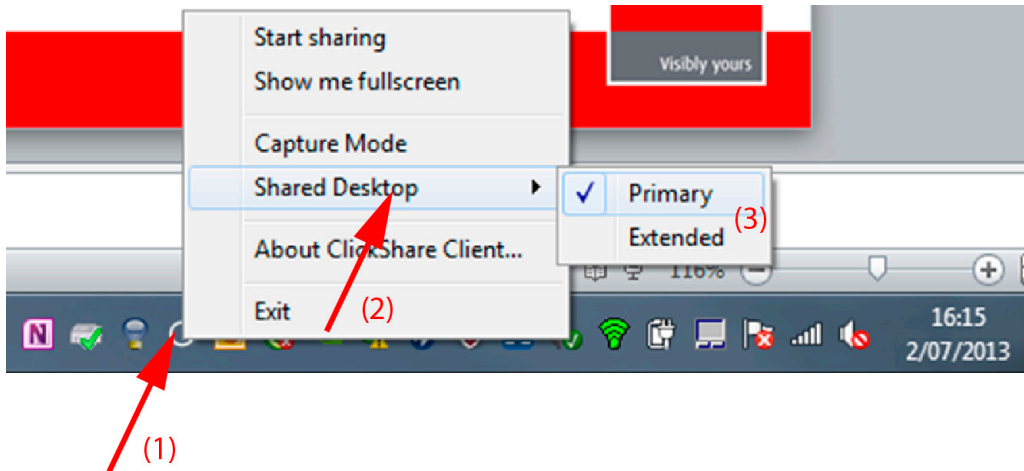 Visibly yours
Start sharing
Show me fullscreen
Capture Mode
Shared Desktop
Primary
Extended
(3)
About ClickShare Client...
116%
Exit
(2)
N
16:15
2/07/2013
(1)